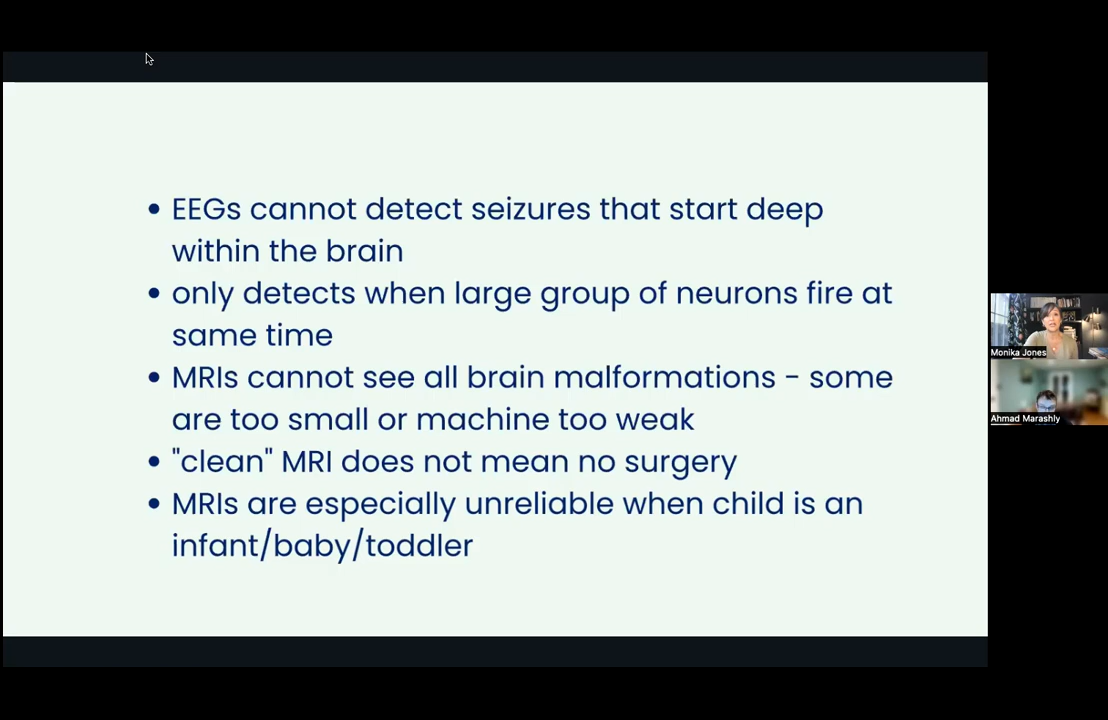 • EEGs cannot detect seizures that start deep
within the brain
• only detects when large group of neurons fire at
same time
• MRIs cannot see all brain malformations - some
are too small or machine too weak
• "clean" MRI does not mean no surgery
• MRIs are especially unreliable when child is an
infant/baby/toddler
Monika Jones
Ahmad Marashly